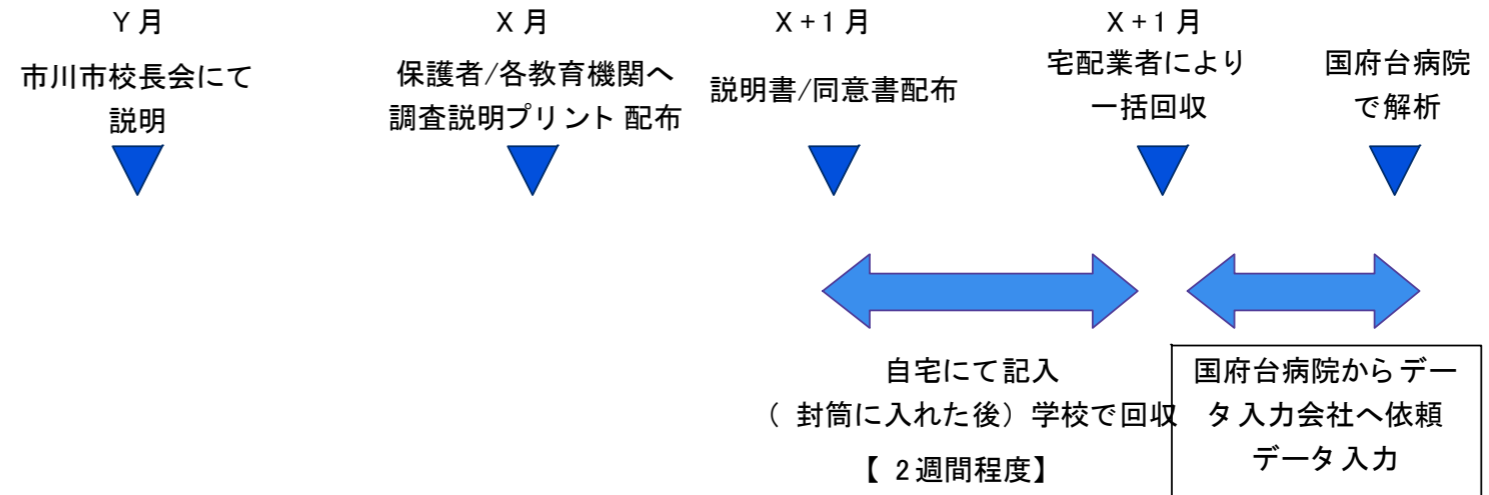 Y月
市川市校長会にて
説明
X月
保護者/各教育機関へ
調査説明プリント 配布
X+1月
説明書/同意書配布
X+1月
宅配業者により
一括回収
国府台病院
で解析
自宅にて記入
( 封筒に入れた後) 学校で回収
【 2週間程度】
国府台病院からデー
タ入力会社へ依頼
データ入力